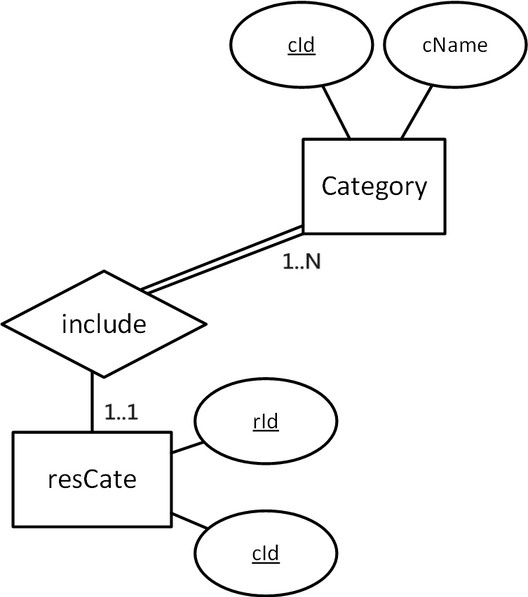 cId
cName
Category
1..N
include
1..1
rId
resCate
cId